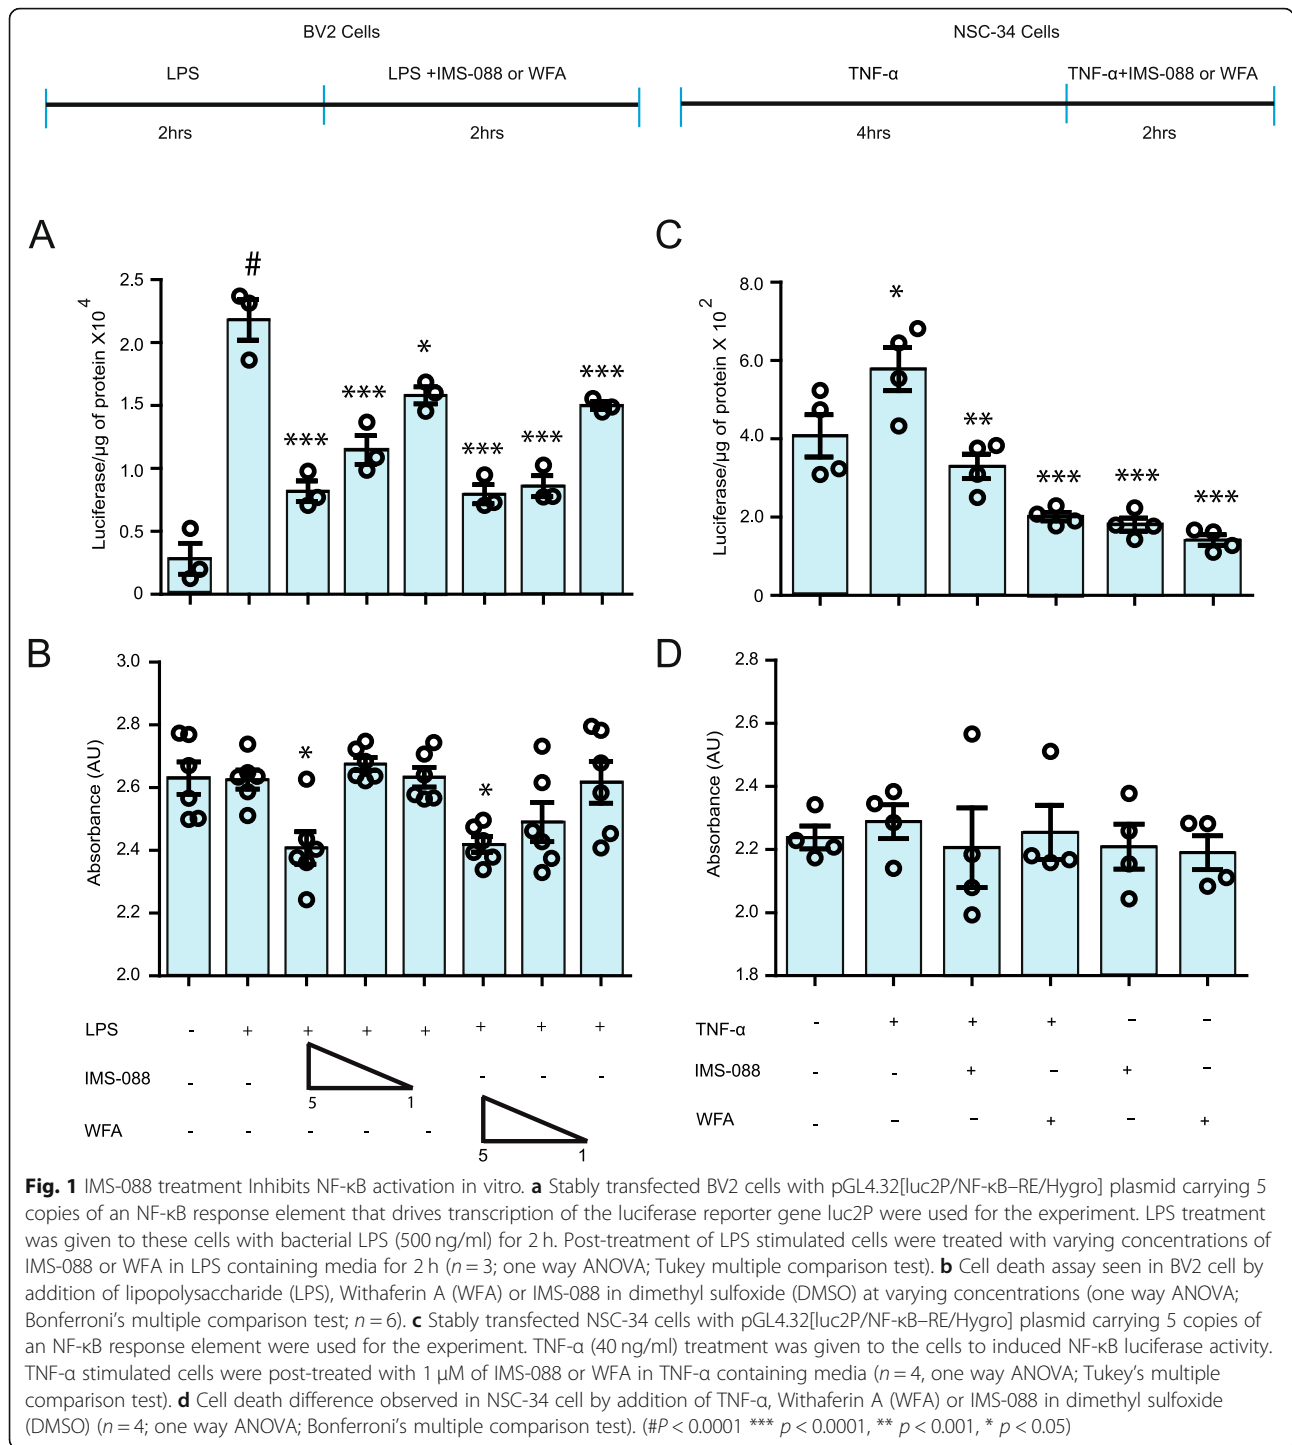 BV2 Cells
NSC-34 Cells
LPS
LPS +IMS-088 or WFA
TNF-α
TNF-α+IMS-088 or WFA
2hrs
2hrs
4hrs
2hrs
A
Luciferase/µg of protein X10 4
2.5
2.0
1.5
1.0
0.5
0
#
***
***
*
***
***
***
C
Luciferase/µg of protein X 10 2
8.0
6.0
4.0
2.0
0
*
**
***
***
***
B
Absorbance (AU)
3.0
2.8
2.6
2.4
2.2
2.0
*
*
D
Absorbance (AU)
2.8
2.6
2.4
2.2
2.0
1.8
LPS - + + + + + + +
IMS-088 - - 5 1 - - -
WFA - - - - 5 1
TNF-α - + + + – –
IMS-088 - – + – + –
WFA - – – + – +
Fig. 1 IMS-088 treatment Inhibits NF-κB activation in vitro. a Stably transfected BV2 cells with pGL4.32[luc2P/NF-κB–RE/Hygro] plasmid carrying 5
copies of an NF-κB response element that drives transcription of the luciferase reporter gene luc2P were used for the experiment. LPS treatment
was given to these cells with bacterial LPS (500 ng/ml) for 2 h. Post-treatment of LPS stimulated cells were treated with varying concentrations of
IMS-088 or WFA in LPS containing media for 2 h (n = 3; one way ANOVA; Tukey multiple comparison test). b Cell death assay seen in BV2 cell by
addition of lipopolysaccharide (LPS), Withaferin A (WFA) or IMS-088 in dimethyl sulfoxide (DMSO) at varying concentrations (one way ANOVA;
Bonferroni's multiple comparison test; n = 6). c Stably transfected NSC-34 cells with pGL4.32[luc2P/NF-κB–RE/Hygro] plasmid carrying 5 copies of
an NF-κB response element were used for the experiment. TNF-α (40 ng/ml) treatment was given to the cells to induced NF-κB luciferase activity.
TNF-α stimulated cells were post-treated with 1 μM of IMS-088 or WFA in TNF-α containing media (n = 4, one way ANOVA; Tukey's multiple
comparison test). d Cell death difference observed in NSC-34 cell by addition of TNF-α, Withaferin A (WFA) or IMS-088 in dimethyl sulfoxide
(DMSO) (n = 4; one way ANOVA; Bonferroni's multiple comparison test). (#P < 0.0001 *** p < 0.0001, ** p < 0.001, * p < 0.05)